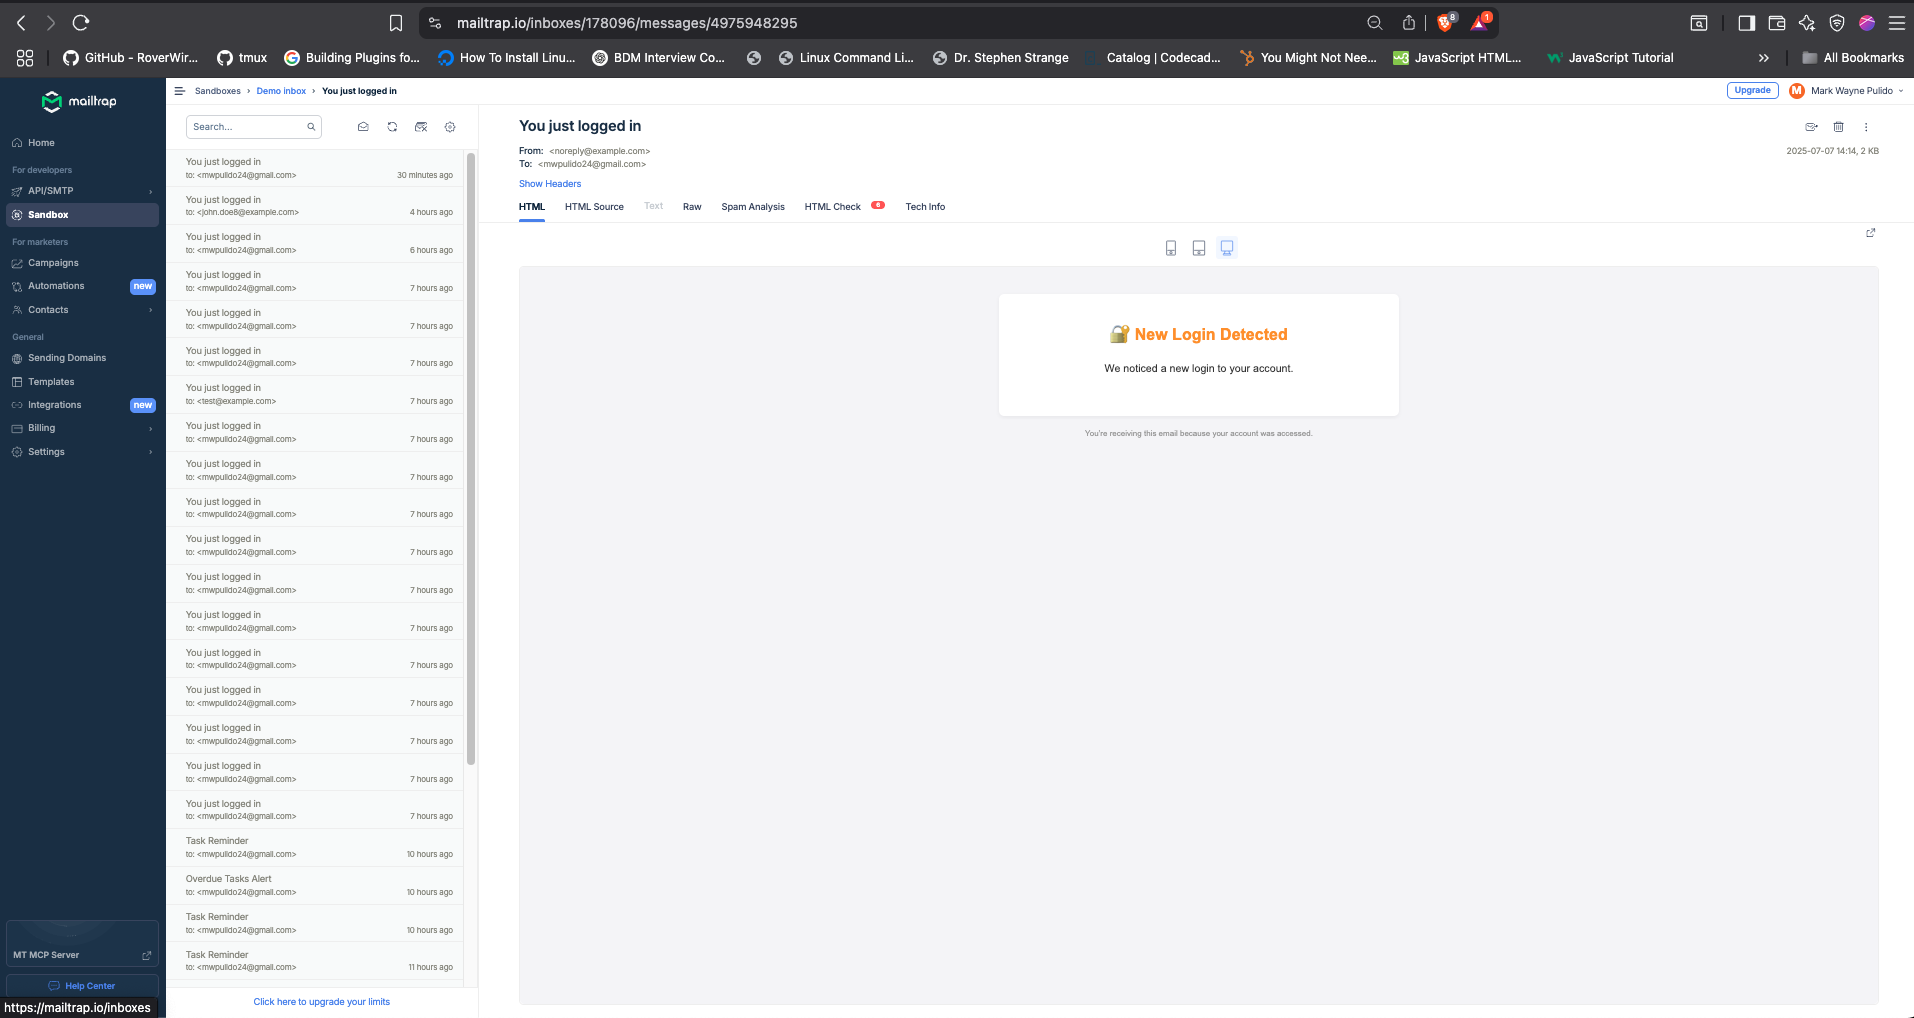 mailtrap.io/inboxes/178096/messages/4975948295
8
1
GitHub - RoverWir...
tmux
Building Plugins fo...
How To Install Linu...
BDM Interview Co...
Linux Command Li...
Dr. Stephen Strange
Catalog | Codecad...
You Might Not Nee...
JavaScript HTML...
JavaScript Tutorial
All Bookmarks
mailtrap
Home
For developers
API/SMTP
Sandbox
For marketers
Campaigns
Automations new
Contacts
General
Sending Domains
Templates
Integrations new
Billing
Settings
MT MCP Server
Help Center
https://mailtrap.io/inboxes
Sandboxes › Demo inbox › You just logged in
Upgrade
M Mark Wayne Pulido
Search...
You just logged in
to: <mwpulido24@gmail.com> 30 minutes ago
You just logged in
to: <john.doe8@example.com> 4 hours ago
You just logged in
to: <mwpulido24@gmail.com> 6 hours ago
You just logged in
to: <mwpulido24@gmail.com> 7 hours ago
You just logged in
to: <mwpulido24@gmail.com> 7 hours ago
You just logged in
to: <mwpulido24@gmail.com> 7 hours ago
You just logged in
to: <test@example.com> 7 hours ago
You just logged in
to: <mwpulido24@gmail.com> 7 hours ago
You just logged in
to: <mwpulido24@gmail.com> 7 hours ago
You just logged in
to: <mwpulido24@gmail.com> 7 hours ago
You just logged in
to: <mwpulido24@gmail.com> 7 hours ago
You just logged in
to: <mwpulido24@gmail.com> 7 hours ago
You just logged in
to: <mwpulido24@gmail.com> 7 hours ago
You just logged in
to: <mwpulido24@gmail.com> 7 hours ago
You just logged in
to: <mwpulido24@gmail.com> 7 hours ago
You just logged in
to: <mwpulido24@gmail.com> 7 hours ago
You just logged in
to: <mwpulido24@gmail.com> 7 hours ago
You just logged in
to: <mwpulido24@gmail.com> 7 hours ago
Task Reminder
to: <mwpulido24@gmail.com> 10 hours ago
Overdue Tasks Alert
to: <mwpulido24@gmail.com> 10 hours ago
Task Reminder
to: <mwpulido24@gmail.com> 10 hours ago
Task Reminder
to: <mwpulido24@gmail.com> 11 hours ago
Click here to upgrade your limits
You just logged in
From: <noreply@example.com>
To: <mwpulido24@gmail.com>
2025-07-07 14:14, 2 KB
Show Headers
HTML HTML Source Text Raw Spam Analysis HTML Check 6 Tech Info
New Login Detected
We noticed a new login to your account.
You're receiving this email because your account was accessed.